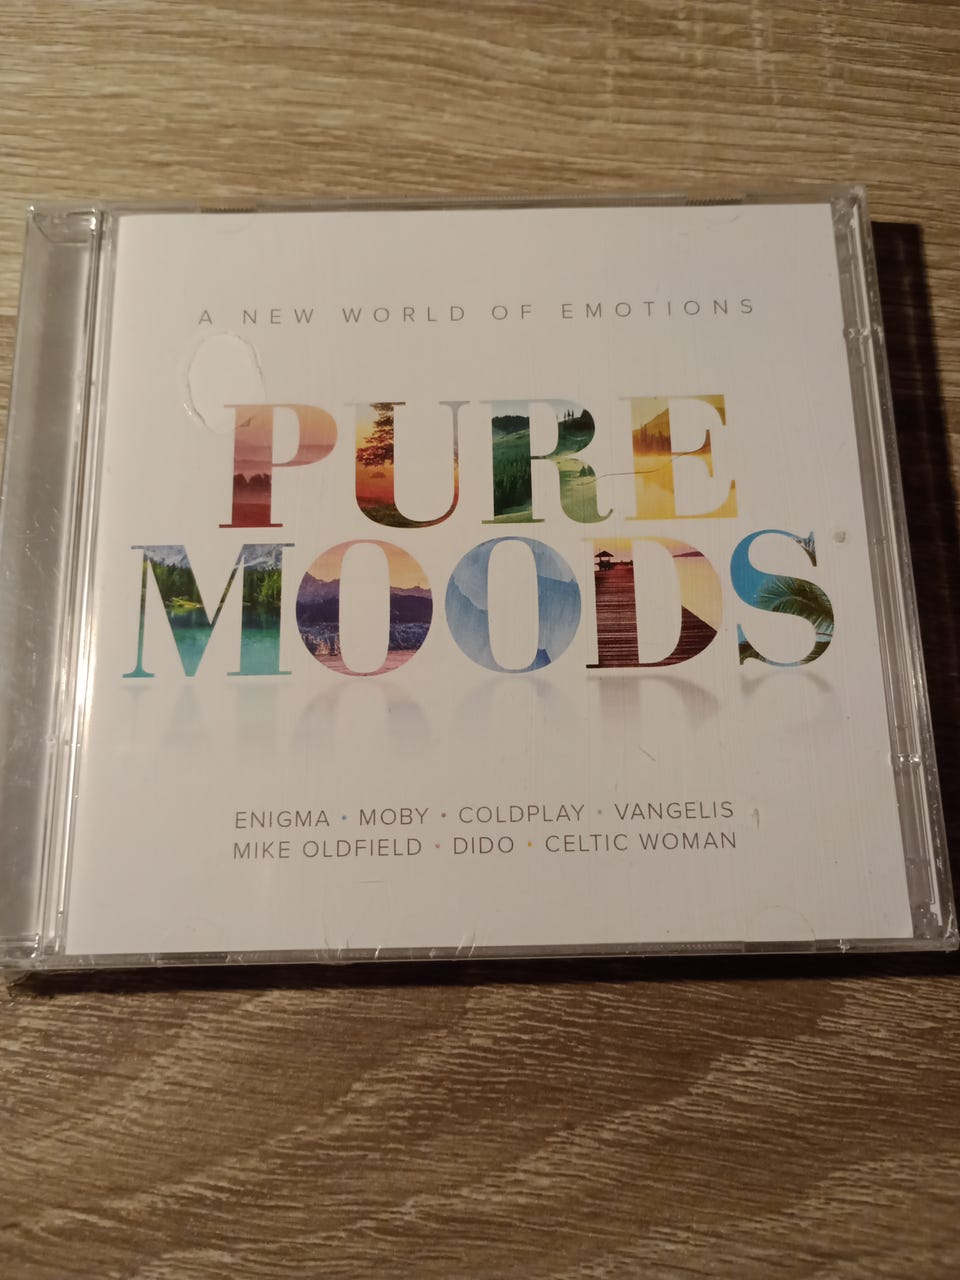 A NEW WORLD OF EMOTIONS
PURE
MOODS
ENIGMA • MOBY • COLDPLAY • VANGELIS
MIKE OLDFIELD • DIDO • CELTIC WOMAN